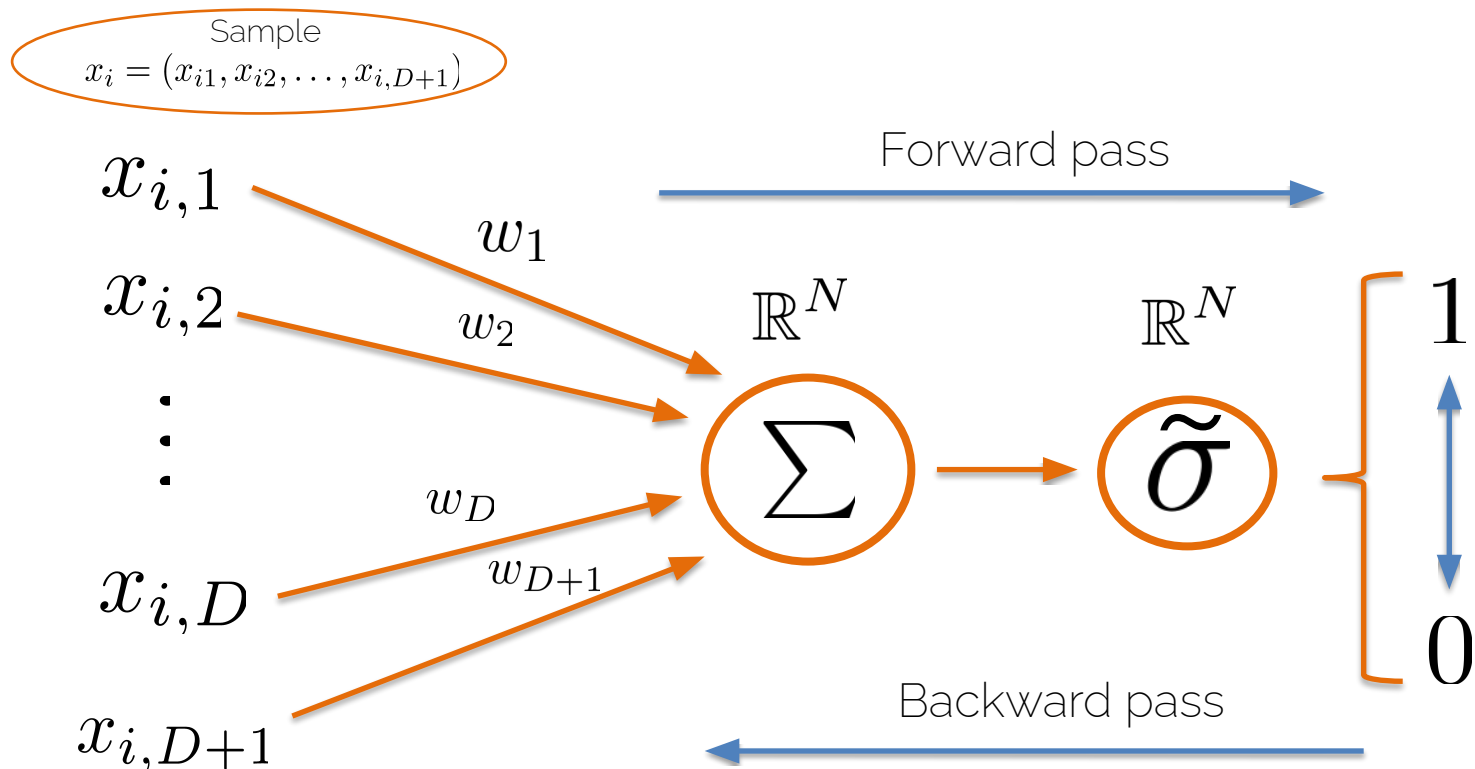 Sample
x_i = (x_{i1}, x_{i2}, ..., x_{i,D+1})
x_{i,1}
Forward pass
w_1
x_{i,2}
w_2
ℝ^N
ℝ^N
1
⋮
∑
σ̃
w_D
x_{i,D}
w_{D+1}
0
x_{i,D+1}
Backward pass